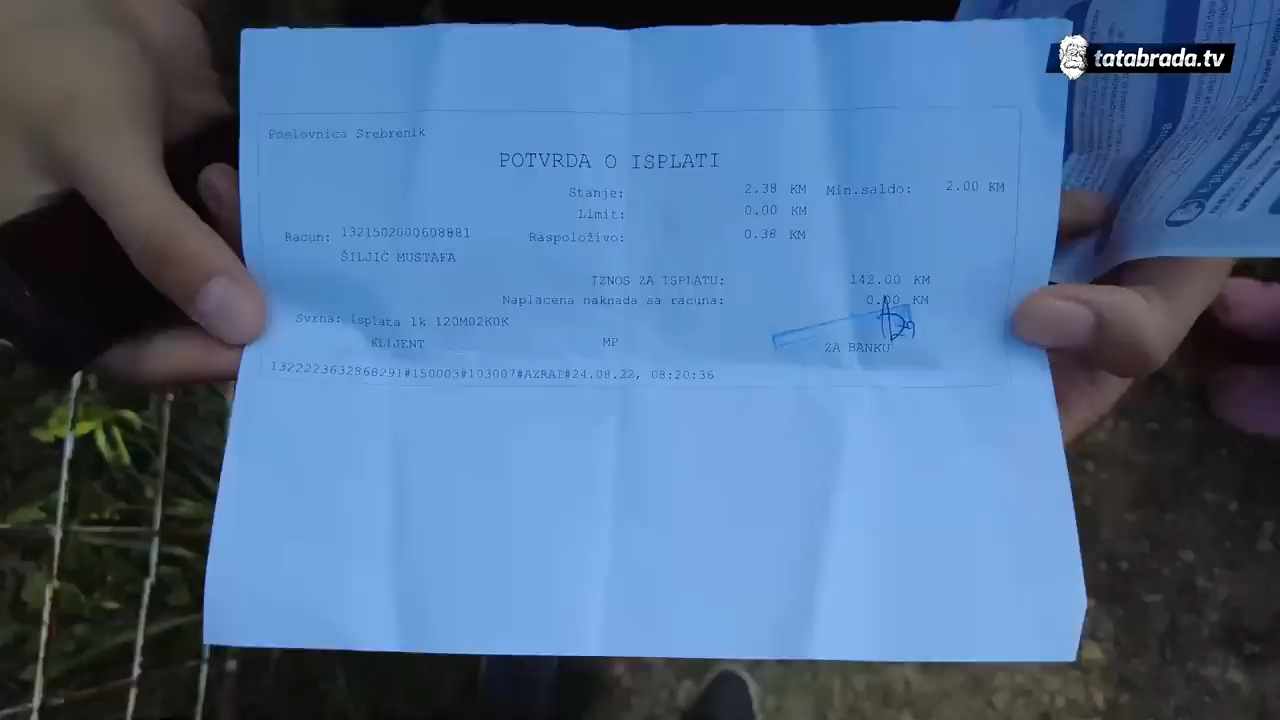 tatabrada.tv
Poslovnica Srebrenik
POTVRDA O ISPLATI
Stanje: 2.38 KM Min.saldo: 2.00 KM
Limit: 0.00 KM
Racun: 1321502000608881 Raspoloživo: 0.38 KM
ŠILJIĆ MUSTAFA
IZNOS ZA ISPLATU: 142.00 KM
Naplacena naknada sa racuna: 0.00 KM
Svrha: isplata lk 120M02K0K
KLIJENT MP ZA BANKU
1322223632868291#150003#103007#AZRAI#24.08.22, 08:20:36